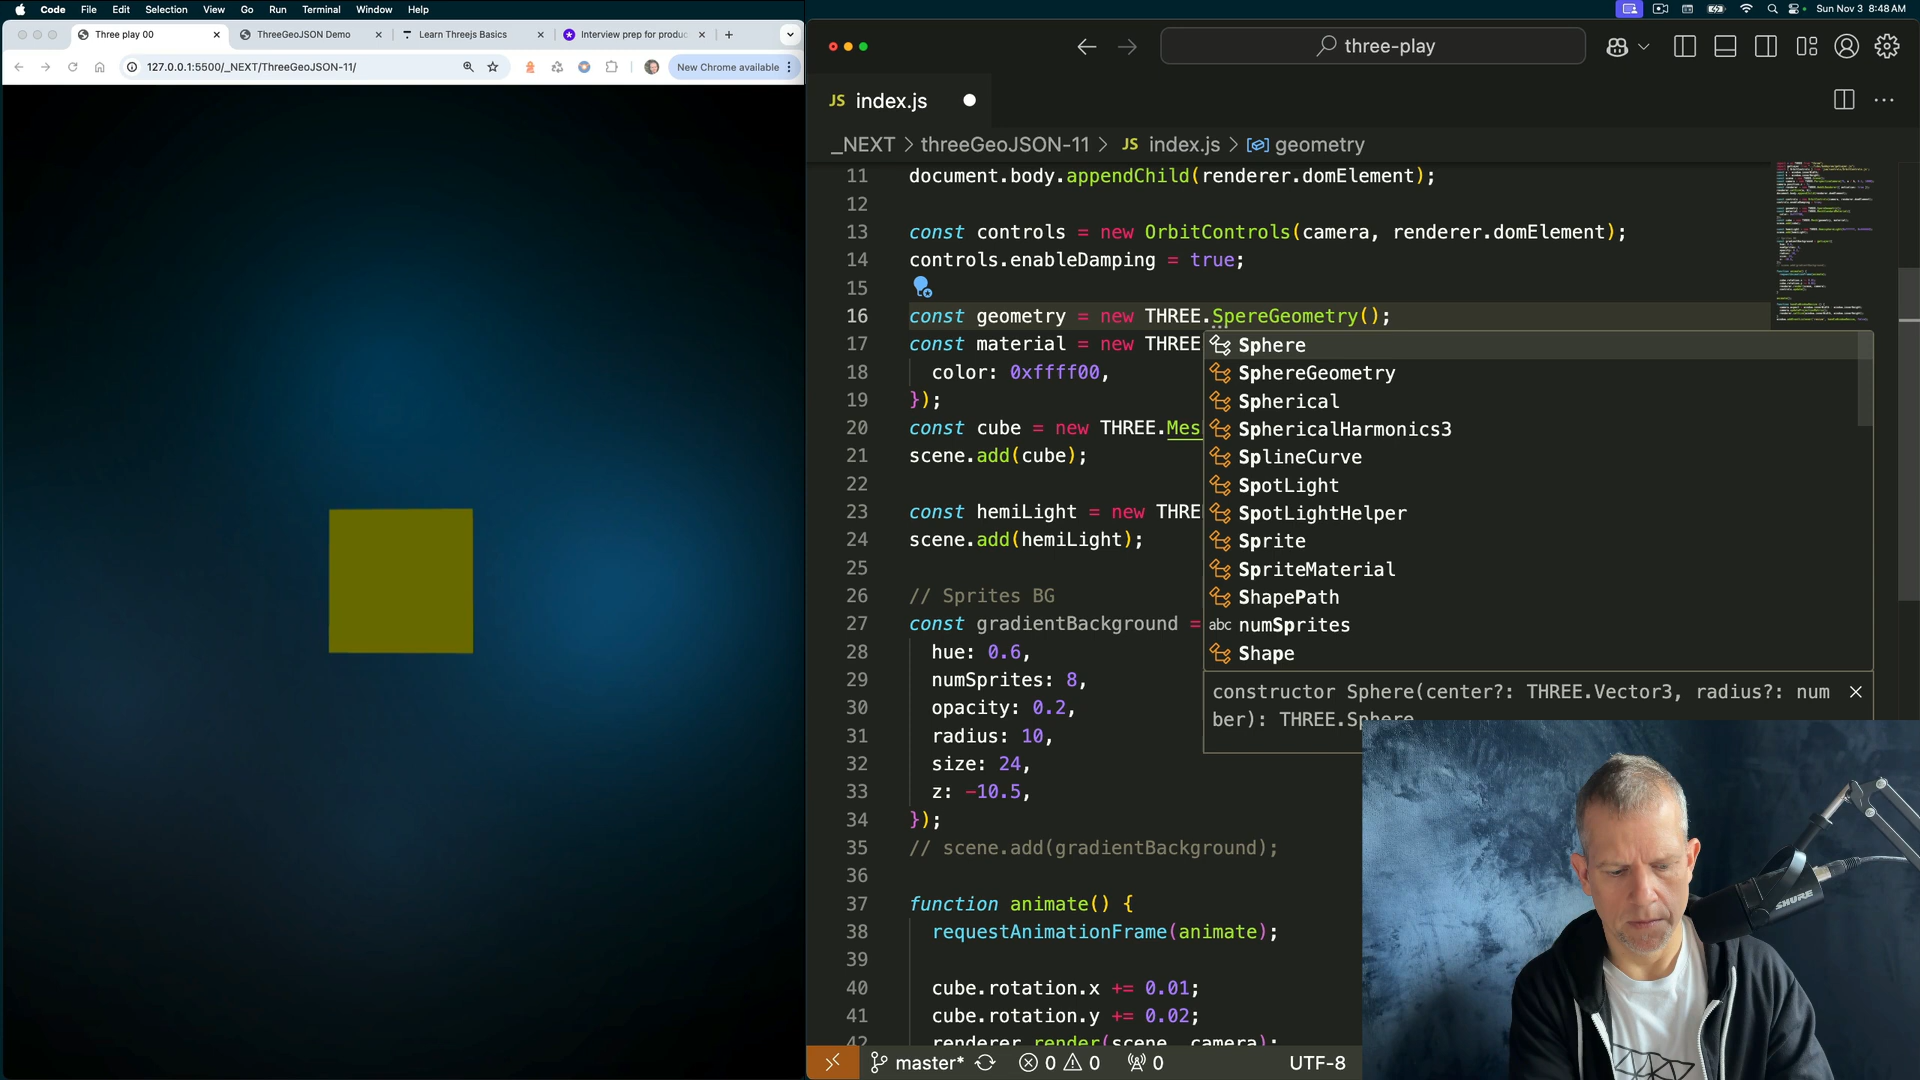 Code File Edit Selection View Go Run Terminal Window Help Sun Nov 3 8:48 AM
Three play 00 ThreeGeoJSON Demo Learn Threejs Basics Interview prep for produc
127.0.0.1:5500/_NEXT/ThreeGeoJSON-11/ New Chrome available
three-play
JS index.js
_NEXT > threeGeoJSON-11 > JS index.js > geometry
11 document.body.appendChild(renderer.domElement);
12
13 const controls = new OrbitControls(camera, renderer.domElement);
14 controls.enableDamping = true;
15
16 const geometry = new THREE.SpereGeometry();
17 const material = new THREE
18 color: 0xffff00,
19 });
20 const cube = new THREE.Mes
21 scene.add(cube);
22
23 const hemiLight = new THRE
24 scene.add(hemiLight);
25
26 // Sprites BG
27 const gradientBackground =
28 hue: 0.6,
29 numSprites: 8,
30 opacity: 0.2,
31 radius: 10,
32 size: 24,
33 z: -10.5,
34 });
35 // scene.add(gradientBackground);
36
37 function animate() {
38 requestAnimationFrame(animate);
39
40 cube.rotation.x += 0.01;
41 cube.rotation.y += 0.02;
42 renderer.render(scene, camera);
Sphere
SphereGeometry
Spherical
SphericalHarmonics3
SplineCurve
SpotLight
SpotLightHelper
Sprite
SpriteMaterial
ShapePath
abc numSprites
Shape
constructor Sphere(center?: THREE.Vector3, radius?: num
ber): THREE.Sphere
master* 0 0 0 UTF-8
SHURE